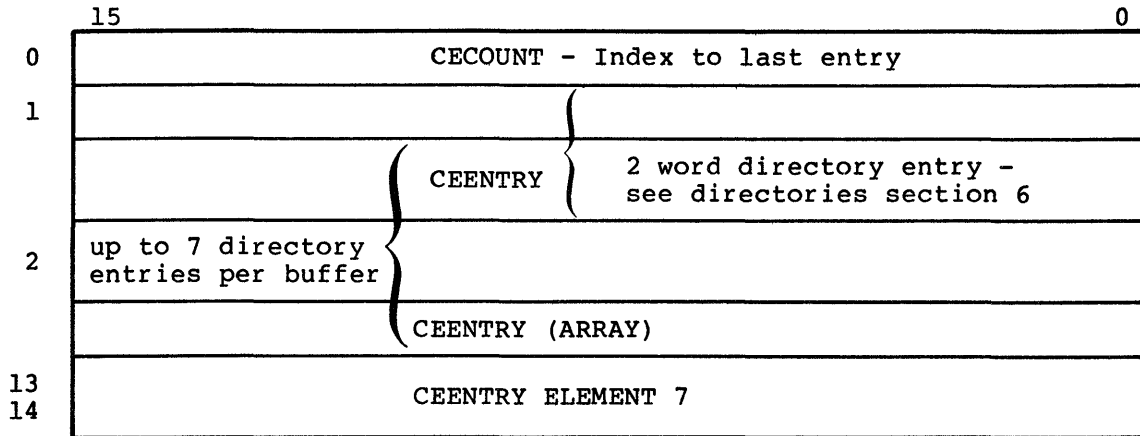 15 0
0 CECOUNT - Index to last entry
1
CEENTRY 2 word directory entry -
see directories section 6
2 up to 7 directory
entries per buffer
CEENTRY (ARRAY)
13
14 CEENTRY ELEMENT 7